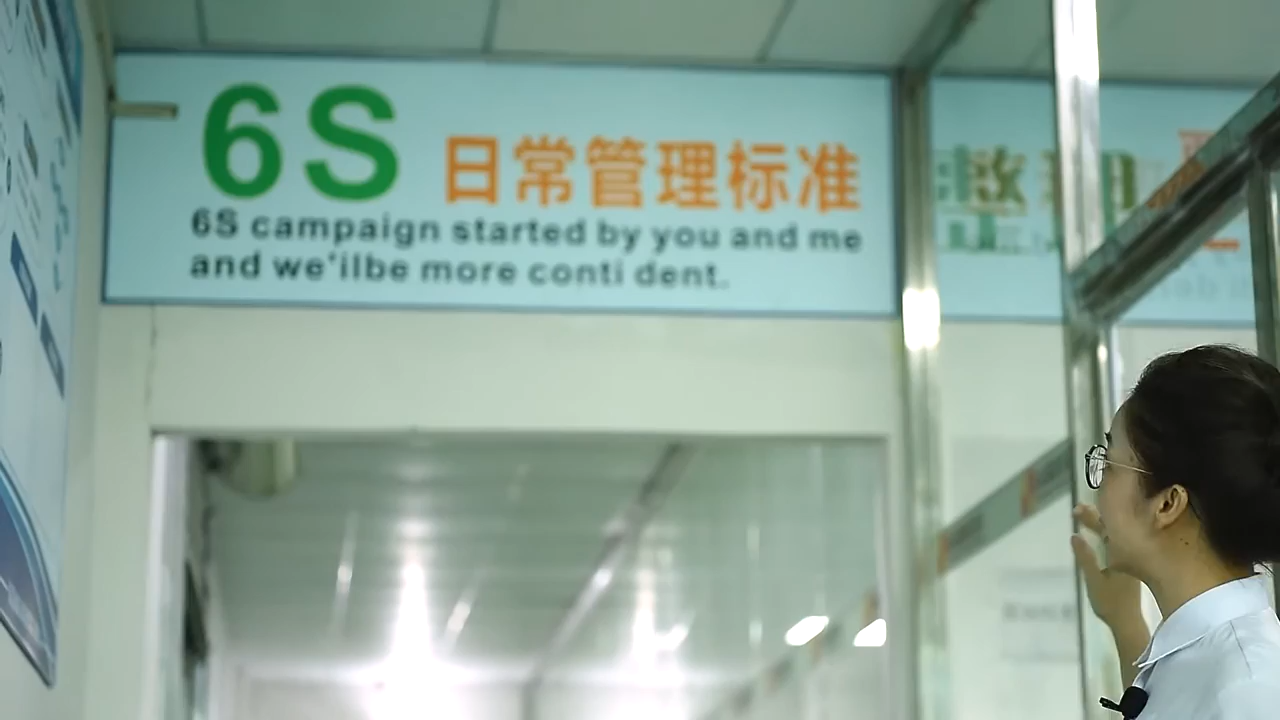 6S 日常管理标准
6S campaign started by you and me
and we'ilbe more conti dent.